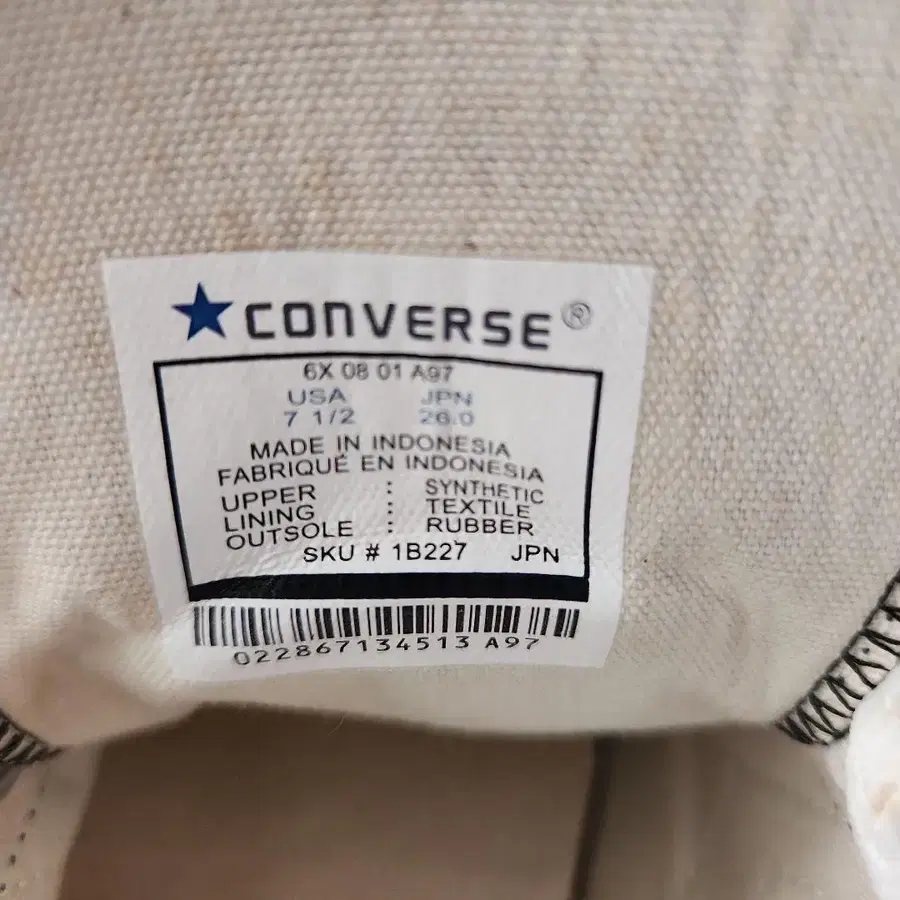 CONVERSE®
6X 08 01 A97
USA JPN
7 1/2 26.0
MADE IN INDONESIA
FABRIQUÉ EN INDONESIA
UPPER : SYNTHETIC
LINING : TEXTILE
OUTSOLE : RUBBER
SKU # 1B227 JPN
022867134513 A97